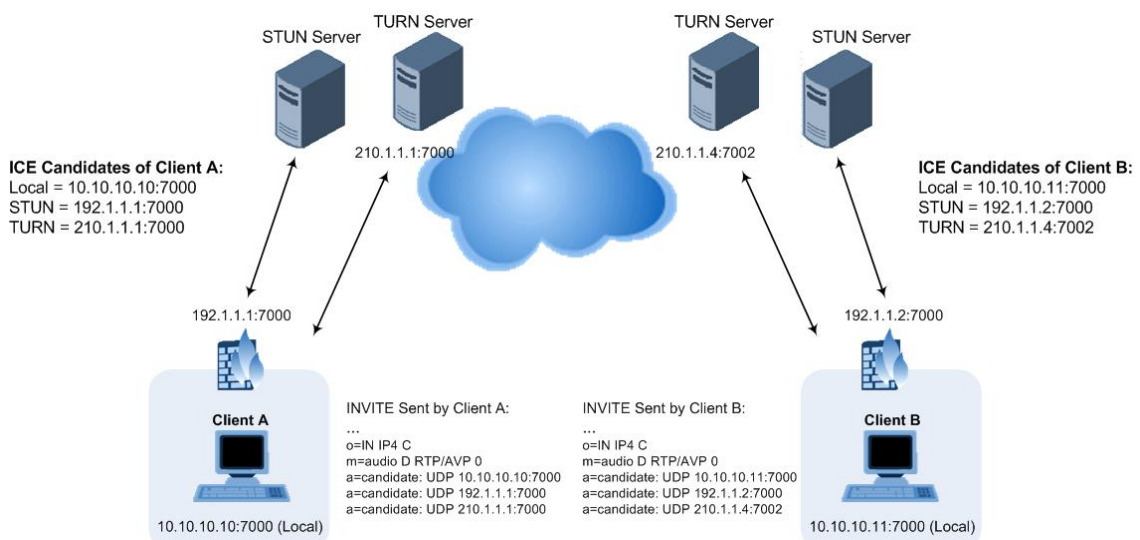 STUN Server
TURN Server
TURN Server
STUN Server
210.1.1.1:7000
210.1.1.4:7002
ICE Candidates of Client A:
Local = 10.10.10.10:7000
STUN = 192.1.1.1:7000
TURN = 210.1.1.1:7000
ICE Candidates of Client B:
Local = 10.10.10.11:7000
STUN = 192.1.1.2:7000
TURN = 210.1.1.4:7002
192.1.1.1:7000
192.1.1.2:7000
Client A
10.10.10.10:7000 (Local)
INVITE Sent by Client A:
...
o=IN IP4 C
m=audio D RTP/AVP 0
a=candidate: UDP 10.10.10.10:7000
a=candidate: UDP 192.1.1.1:7000
a=candidate: UDP 210.1.1.1:7000
INVITE Sent by Client B:
...
o=IN IP4 C
m=audio D RTP/AVP 0
a=candidate: UDP 10.10.10.11:7000
a=candidate: UDP 192.1.1.2:7000
a=candidate: UDP 210.1.1.4:7002
Client B
10.10.10.11:7000 (Local)